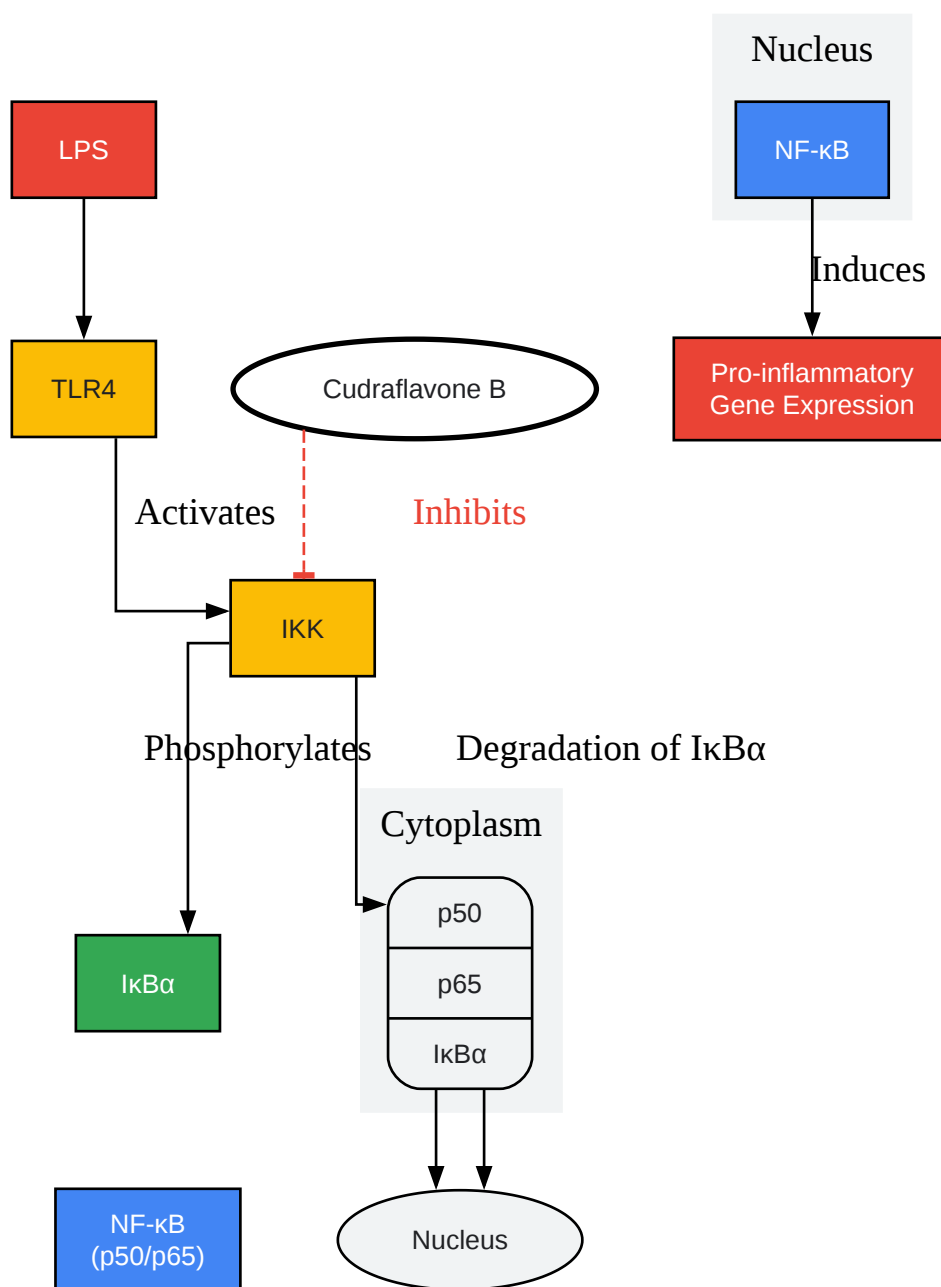 Nucleus
LPS
NF-κB
Induces
TLR4
Cudraflavone B
Pro-inflammatory
Gene Expression
Activates
Inhibits
IKK
Phosphorylates
Degradation of IκBα
Cytoplasm
p50
IκBα
p65
IκBα
NF-κB
(p50/p65)
Nucleus